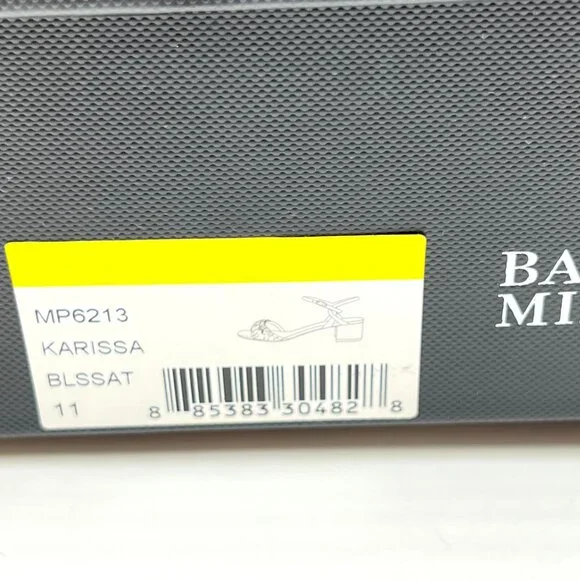 MP6213
KARISSA
BLSSAT
11
8 85383 30482 8
BA
MI